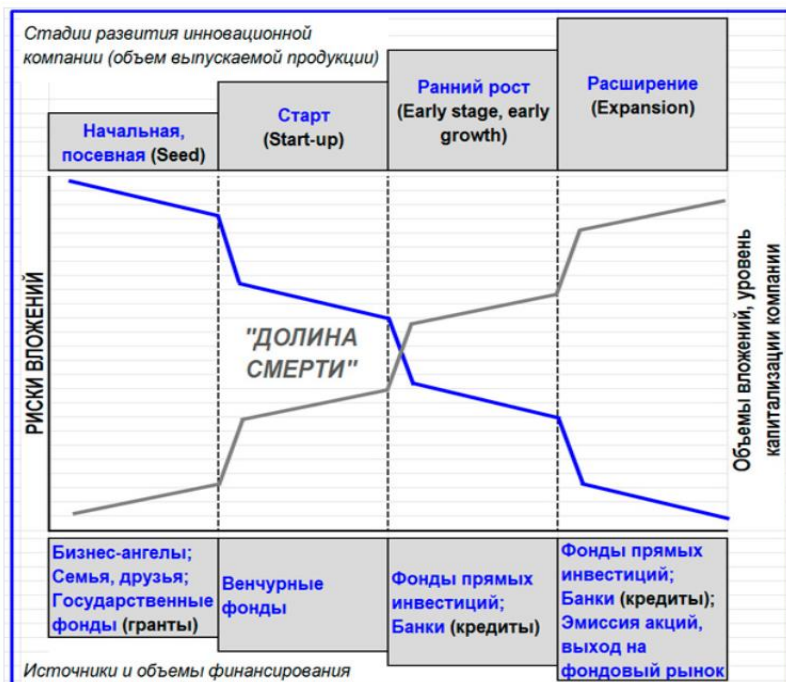 Стадии развития инновационной
компании (объем выпускаемой продукции)
Начальная,
посевная (Seed)
Старт
(Start-up)
Ранний рост
(Early stage, early
growth)
Расширение
(Expansion)
РИСКИ ВЛОЖЕНИЙ
"ДОЛИНА
СМЕРТИ"
Объемы вложений, уровень
капитализации компании
Бизнес-ангелы;
Семья, друзья;
Государственные
фонды (гранты)
Венчурные
фонды
Фонды прямых
инвестиций;
Банки (кредиты)
Фонды прямых
инвестиций;
Банки (кредиты);
Эмиссия акций,
выход на
фондовый рынок
Источники и объемы финансирования